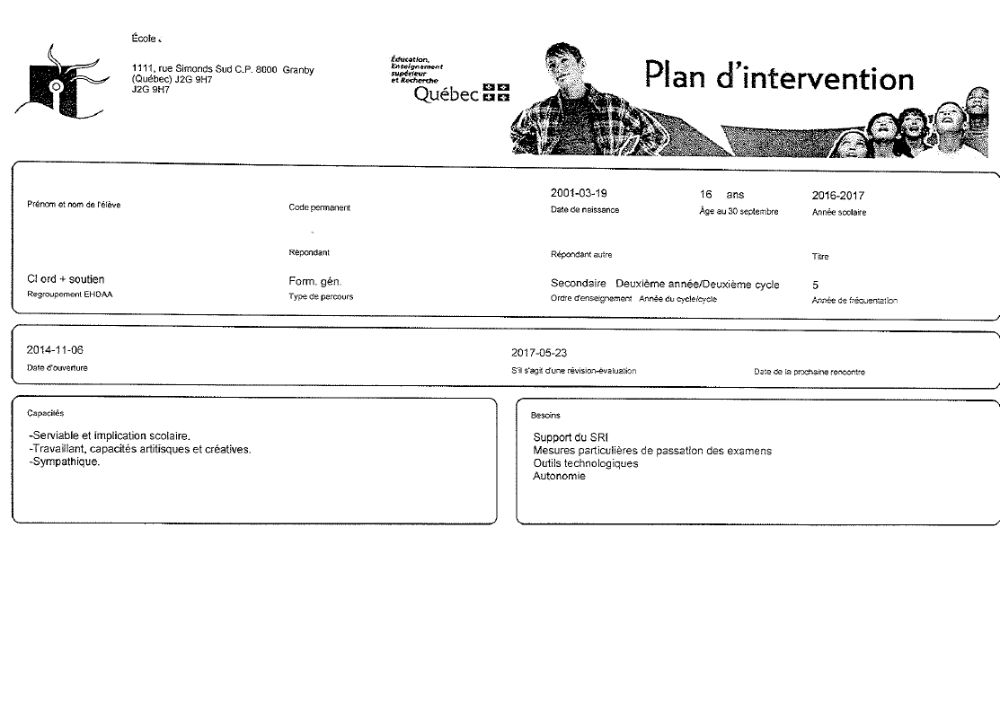 École
1111, rue Simonds Sud C.P. 8000 Granby
(Québec) J2G 9H7
J2G 9H7
Éducation,
Enseignement
supérieur
et Recherche
Québec
Plan d'intervention
2001-03-19 16 ans 2016-2017
Prénom et nom de l'élève Code permanent Date de naissance Âge au 30 septembre Année scolaire
Répondant Répondant autre Titre
Cl ord + soutien Form. gén. Secondaire Deuxième année/Deuxième cycle 5
Regroupement EHDAA Type de parcours Ordre d'enseignement Année du cycle/cycle Année de fréquentation
2014-11-06 2017-05-23
Date d'ouverture S'il s'agit d'une révision-évaluation Date de la prochaine rencontre
Capacités
-Serviable et implication scolaire.
-Travaillant, capacités artitisques et créatives.
-Sympathique.
Besoins
Support du SRI
Mesures particulières de passation des examens
Outils technologiques
Autonomie